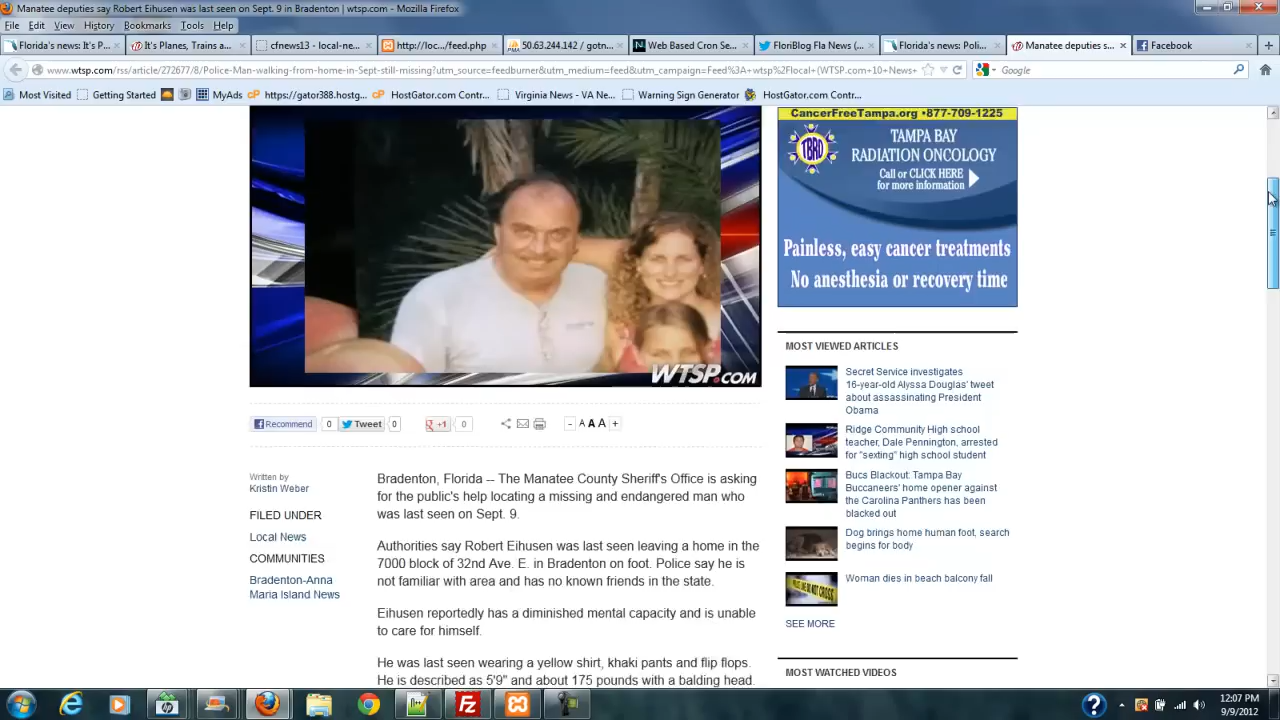 Manatee deputies say Robert Eihusen was last seen on Sept. 9 in Bradenton | wtsp.com - Mozilla Firefox
File Edit View History Bookmarks Tools Help
Florida's news: It's P... It's Planes, Trains a... cfnews13 - local-ne... http://loc.../feed.php 50.63.244.142 / gotn... Web Based Cron Se... FloriBlog Fla News (... Florida's news: Poli... Manatee deputies s... Facebook
www.wtsp.com/rss/article/272677/8/Police-Man-walking-from-home-in-Sept-still-missing?utm_source=feedburner&utm_medium=feed&utm_campaign=Feed%3A+wtsp%2Flocal+(WTSP.com+10+News+ Google
Most Visited Getting Started MyAds https://gator388.hostg... HostGator.com Contr... Virginia News - VA Ne... Warning Sign Generator HostGator.com Contr...
WTSP.COM
Recommend 0 Tweet 0 +1 0 - A A A +
Written by
Kristin Weber
FILED UNDER
Local News
COMMUNITIES
Bradenton-Anna
Maria Island News
Bradenton, Florida -- The Manatee County Sheriff's Office is asking
for the public's help locating a missing and endangered man who
was last seen on Sept. 9.
Authorities say Robert Eihusen was last seen leaving a home in the
7000 block of 32nd Ave. E. in Bradenton on foot. Police say he is
not familiar with area and has no known friends in the state.
Eihusen reportedly has a diminished mental capacity and is unable
to care for himself.
He was last seen wearing a yellow shirt, khaki pants and flip flops.
He is described as 5'9" and about 175 pounds with a balding head.
CancerFreeTampa.org •877-709-1225
TBRO
TAMPA BAY
RADIATION ONCOLOGY
Call or CLICK HERE
for more information
Painless, easy cancer treatments
No anesthesia or recovery time
MOST VIEWED ARTICLES
Secret Service investigates
16-year-old Alyssa Douglas' tweet
about assassinating President
Obama
Ridge Community High school
teacher, Dale Pennington, arrested
for "sexting" high school student
Bucs Blackout: Tampa Bay
Buccaneers' home opener against
the Carolina Panthers has been
blacked out
Dog brings home human foot, search
begins for body
Woman dies in beach balcony fall
SEE MORE
MOST WATCHED VIDEOS
12:07 PM
9/9/2012